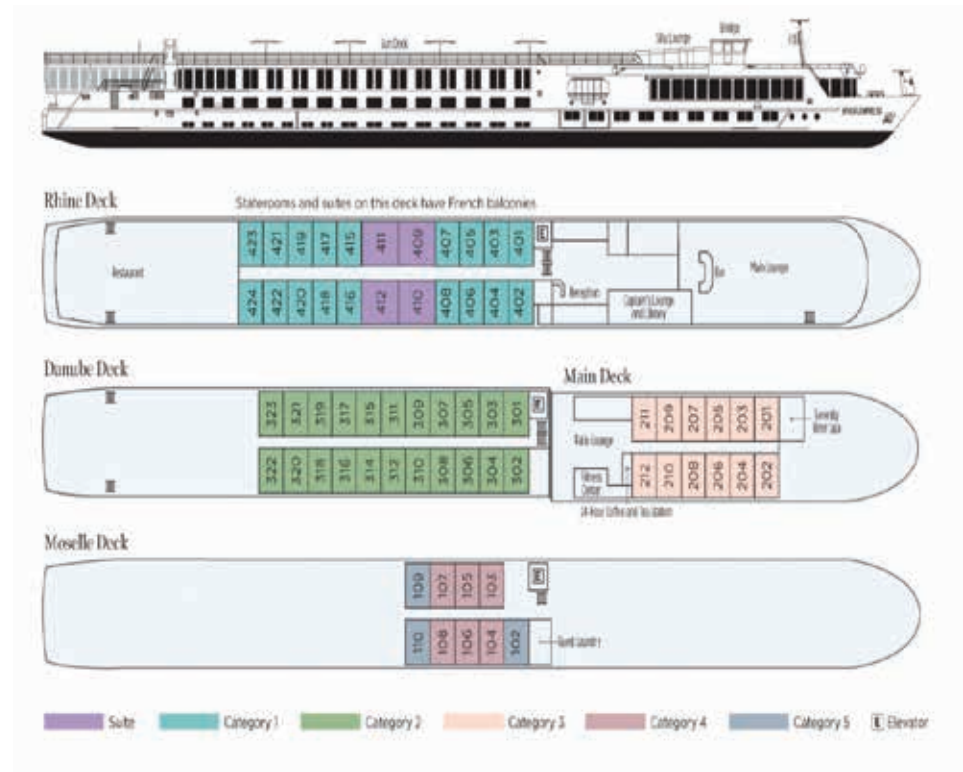 Sun Deck
Sky Lounge
Bridge
Rhine Deck
Staterooms and suites on this deck have French balconies
423 421 419 417 415 411 409 407 405 403 401
E
Restaurant
Reception
Captain's Lounge
and Library
Bar
Main Lounge
424 422 420 418 416 412 410 408 406 404 402
Danube Deck
323 321 319 317 315 311 309 307 305 303 301
E
322 320 318 316 314 312 310 308 306 304 302
Main Deck
211 209 207 205 203 201
Serenity
River Spa
Lounge
Fitness
Center
212 210 208 206 204 202
24-Hour Coffee and Tea Station
Moselle Deck
109 107 105 103
E
110 108 106 104 102
Guest Laundry
Suite
Category 1
Category 2
Category 3
Category 4
Category 5
E Elevator